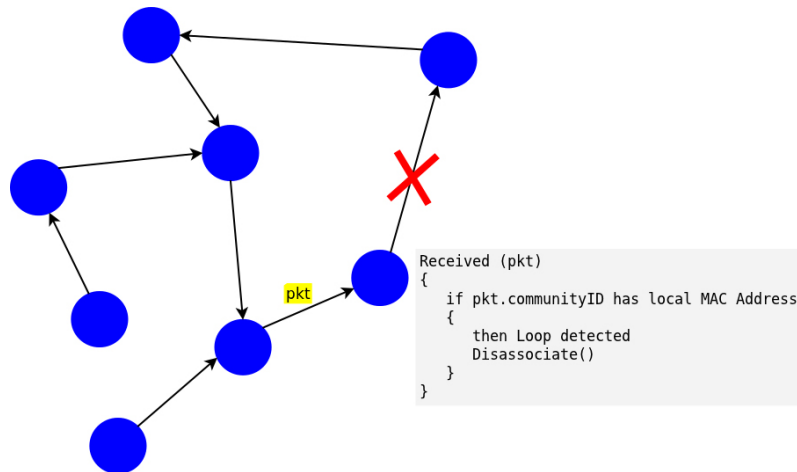 pkt
Received (pkt)
{
if pkt.communityID has local MAC Address
{
then Loop detected
Disassociate()
}
}